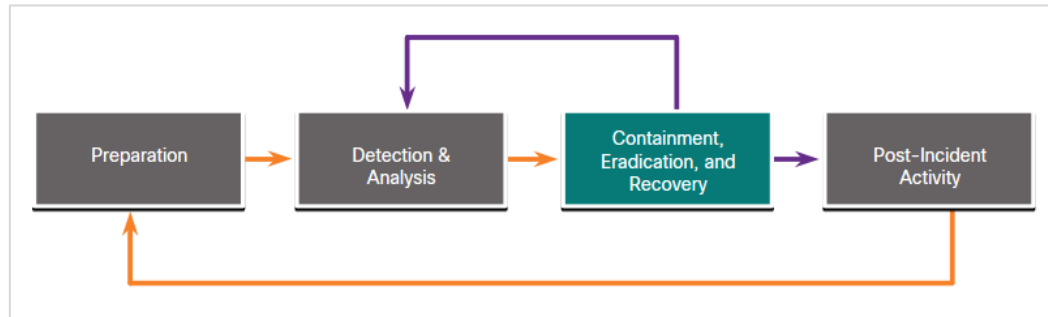 Preparation
Detection &
Analysis
Containment,
Eradication, and
Recovery
Post-Incident
Activity